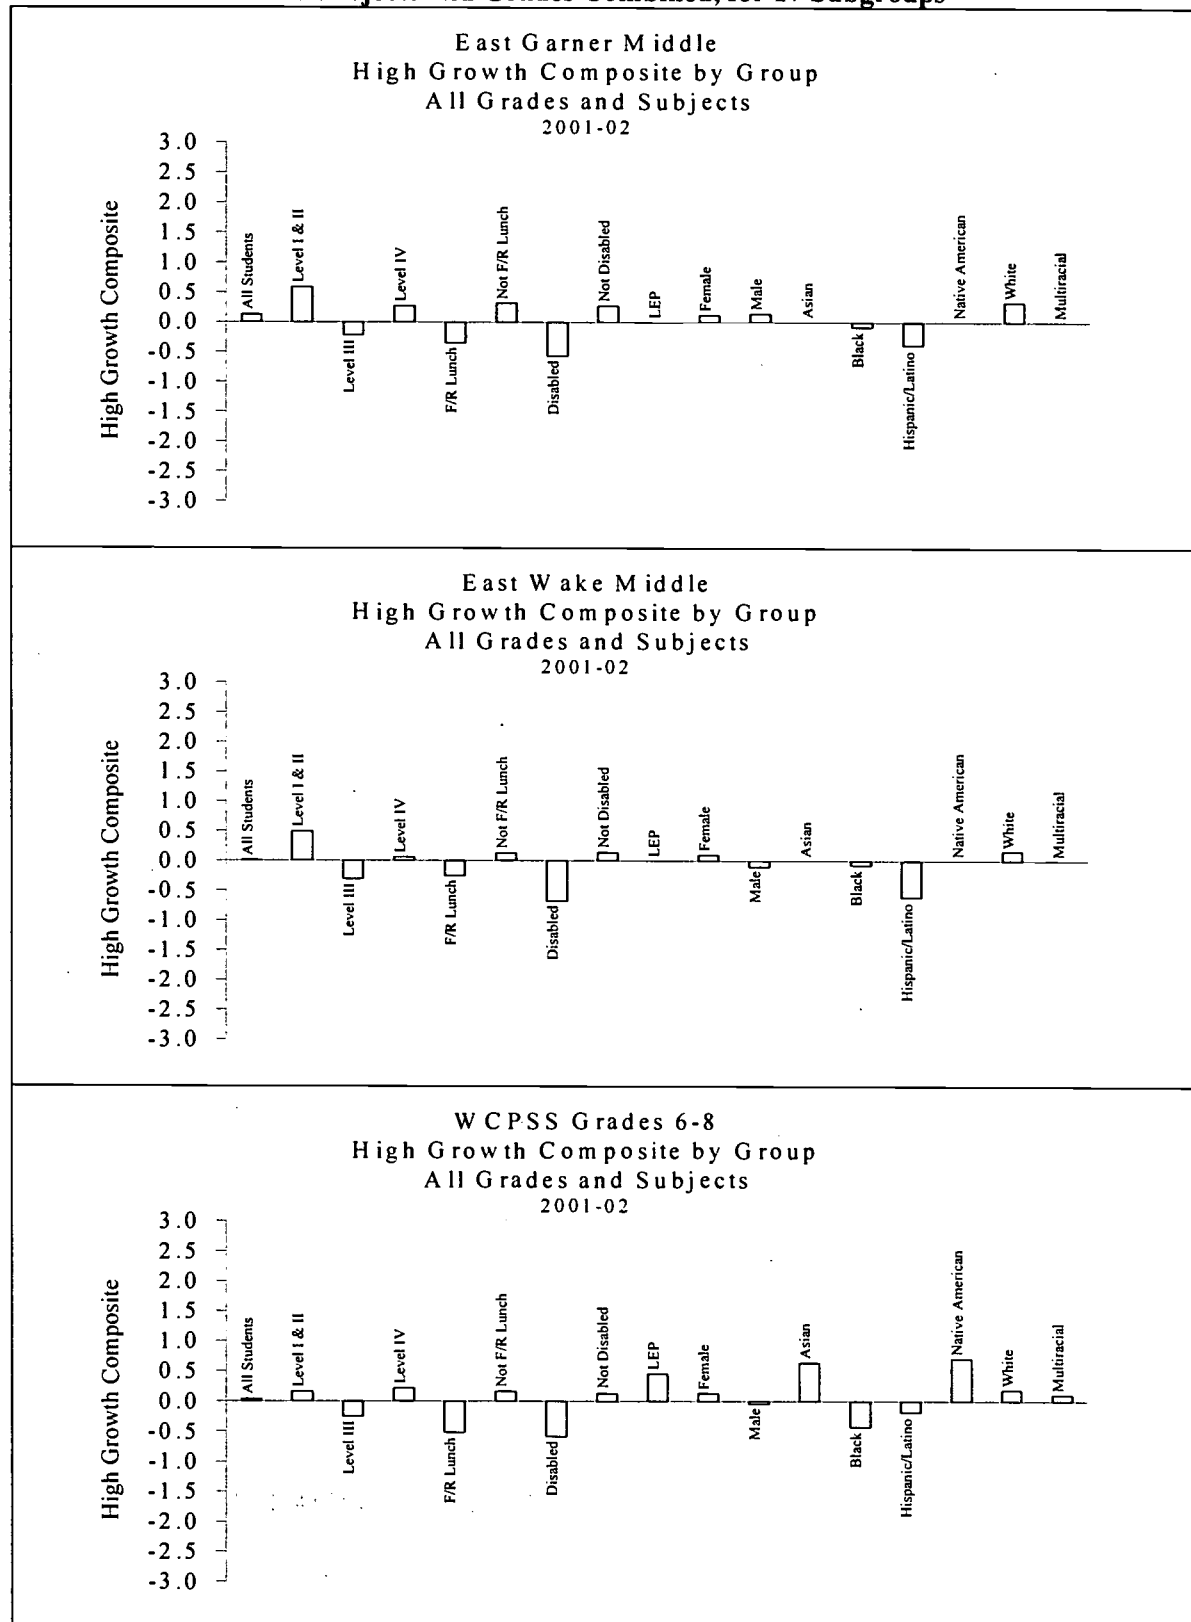 Grades Combined, for
Subgroups
East Garner Middle
High Growth Composite by Group
All Grades and Subjects
2001-02
High Growth Composite
3.0
2.5
2.0
1.5
1.0
0.5
0.0
-0.5
-1.0
-1.5
-2.0
-2.5
-3.0
All Students
Level I & II
Level III
Level IV
F/R Lunch
Not F/R Lunch
Disabled
Not Disabled
LEP
Female
Male
Asian
Black
Hispanic/Latino
Native American
White
Multiracial
East Wake Middle
High Growth Composite by Group
All Grades and Subjects
2001-02
High Growth Composite
3.0
2.5
2.0
1.5
1.0
0.5
0.0
-0.5
-1.0
-1.5
-2.0
-2.5
-3.0
All Students
Level I & II
Level III
Level IV
F/R Lunch
Not F/R Lunch
Disabled
Not Disabled
LEP
Female
Male
Asian
Black
Hispanic/Latino
Native American
White
Multiracial
WCPSS Grades 6-8
High Growth Composite by Group
All Grades and Subjects
2001-02
High Growth Composite
3.0
2.5
2.0
1.5
1.0
0.5
0.0
-0.5
-1.0
-1.5
-2.0
-2.5
-3.0
All Students
Level I & II
Level III
Level IV
F/R Lunch
Not F/R Lunch
Disabled
Not Disabled
LEP
Female
Male
Asian
Black
Hispanic/Latino
Native American
White
Multiracial